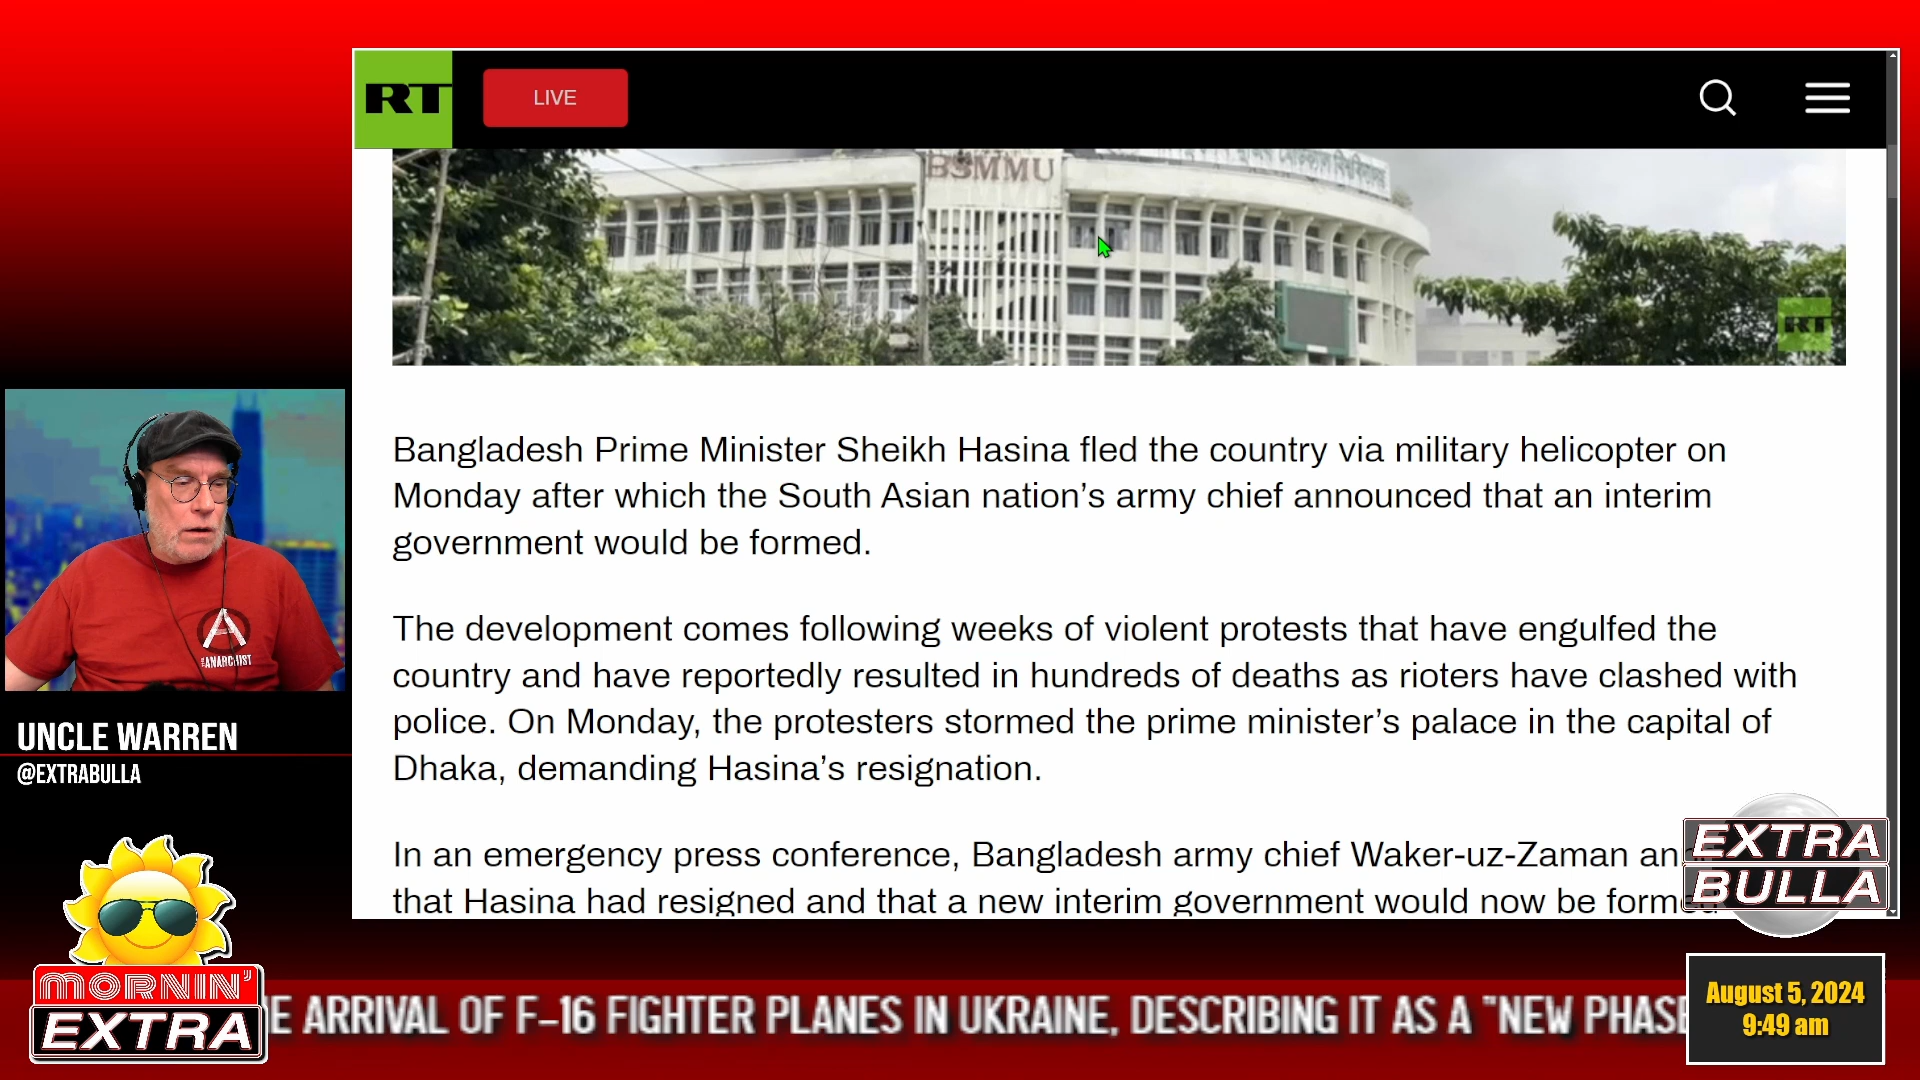 RT
LIVE
BSMMU
RT
Bangladesh Prime Minister Sheikh Hasina fled the country via military helicopter on
Monday after which the South Asian nation’s army chief announced that an interim
government would be formed.
The development comes following weeks of violent protests that have engulfed the
country and have reportedly resulted in hundreds of deaths as rioters have clashed with
police. On Monday, the protesters stormed the prime minister’s palace in the capital of
Dhaka, demanding Hasina’s resignation.
In an emergency press conference, Bangladesh army chief Waker-uz-Zaman an
that Hasina had resigned and that a new interim government would now be formed
THE ANARCHIST
UNCLE WARREN
@EXTRABULLA
EXTRA
BULLA
MORNIN’
EXTRA
E ARRIVAL OF F-16 FIGHTER PLANES IN UKRAINE, DESCRIBING IT AS A "NEW PHASE
August 5, 2024
9:49 am